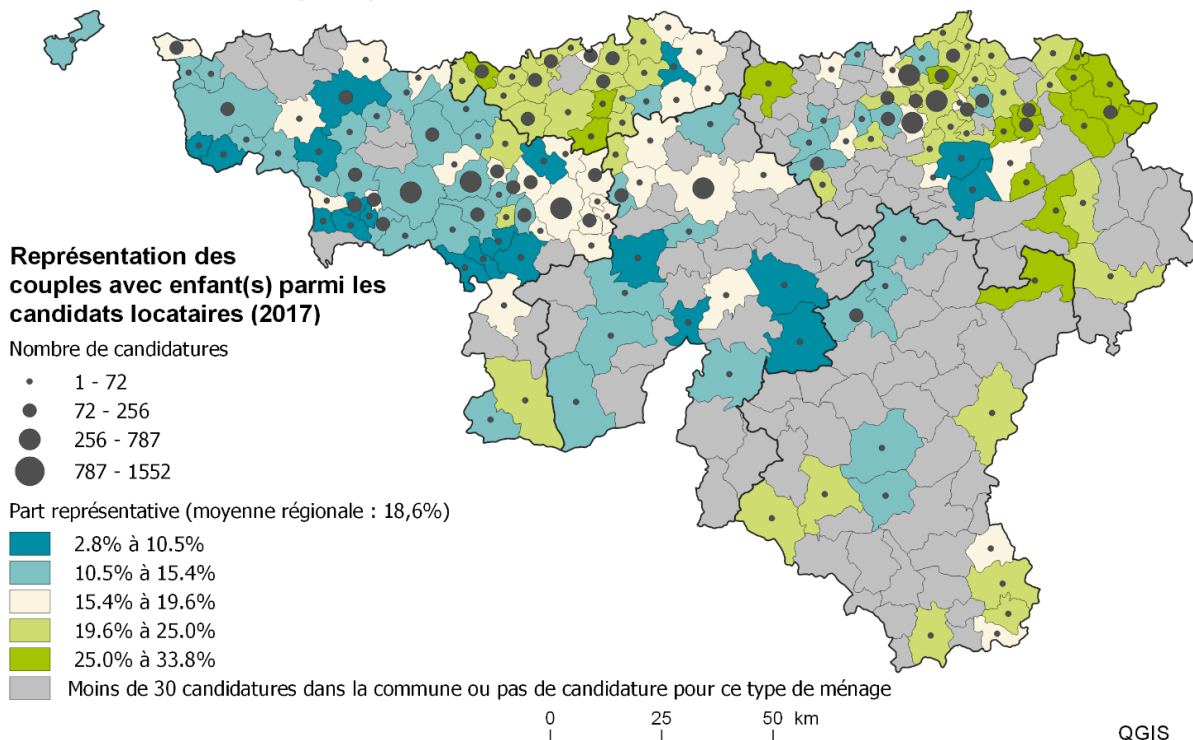 Représentation des
couples avec enfant(s) parmi les
candidats locataires (2017)
Nombre de candidatures
1 - 72
72 - 256
256 - 787
787 - 1552
Part représentative (moyenne régionale : 18,6%)
2.8% à 10.5%
10.5% à 15.4%
15.4% à 19.6%
19.6% à 25.0%
25.0% à 33.8%
Moins de 30 candidatures dans la commune ou pas de candidature pour ce type de ménage
0 25 50 km
QGIS